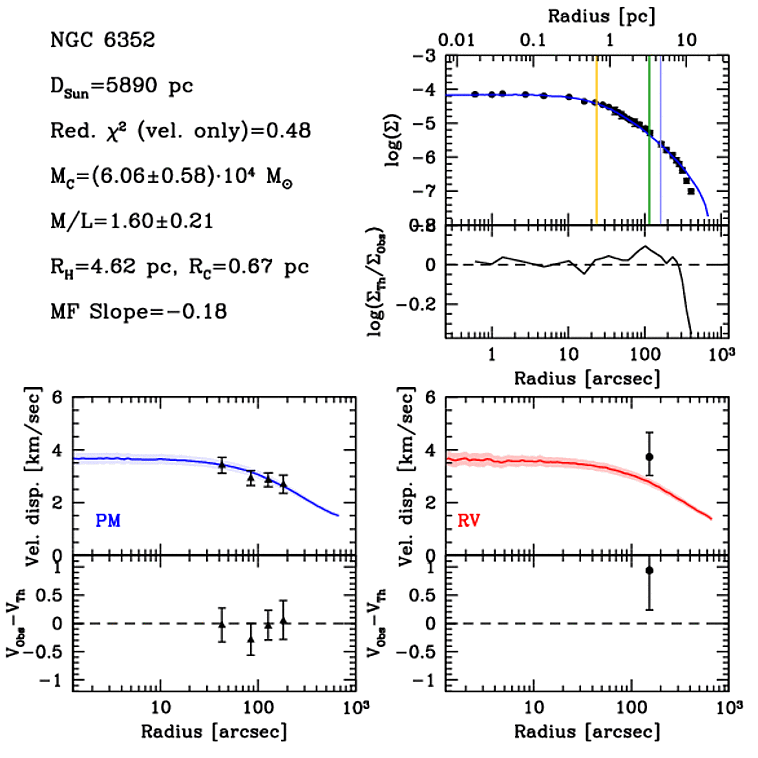 NGC 6352
D_Sun=5890 pc
Red. χ² (vel. only)=0.48
M_C=(6.06±0.58)·10⁴ M_⊙
M/L=1.60±0.21
R_H=4.62 pc, R_C=0.67 pc
MF Slope=−0.18
Radius [pc]
0.01 0.1 1 10
−3
−4
−5
−6
−7
log(Σ)
0.8
0
−0.2
log(Σ_Th/Σ_Obs)
1 10 100 10³
Radius [arcsec]
6
4
2
0
Vel. disp. [km/sec]
PM
1
0.5
0
−0.5
−1
V_Obs−V_Th
10 100 10³
Radius [arcsec]
6
4
2
0
Vel. disp. [km/sec]
RV
1
0.5
0
−0.5
−1
V_Obs−V_Th
10 100 10³
Radius [arcsec]